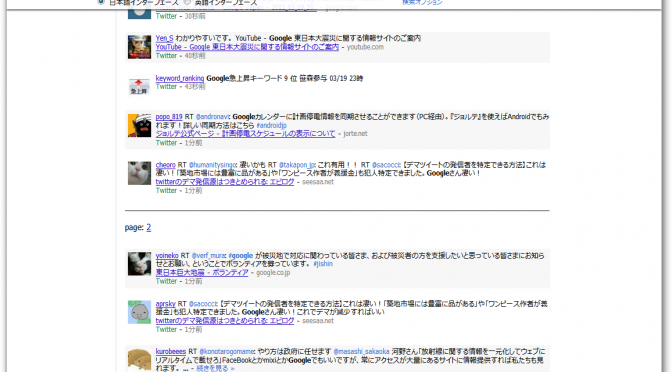 日本語インターフェース 英語インターフェース 検索オプション
Twitter - 38秒前
Yen_S わかりやすいです。 YouTube - Google 東日本大震災に関する情報サイトのご案内
YouTube - Google 東日本大震災に関する情報サイトのご案内 - youtube.com
Twitter - 40秒前
keyword_ranking Google急上昇キーワード 9 位 笹森参与 03/19 23時
Twitter - 43秒前
popo_819 RT @andronavi: Googleカレンダーに計画停電情報を同期させることができます(PC経由)。『ジョルテ』を使えばAndroidでもみ
れます！詳しい同期方法はこちら #androidjp
ジョルテ公式ページ - 計画停電スケジュールの表示について - jorte.net
Twitter - 1分前
cheoro RT @humanitysingo: 凄いかも RT @takapon_jp: これ有用！！ RT @sacocci: 【デマツイートの発信者を特定できる方法】これは
凄い！「築地市場には豊富に品がある」や「ワンピース作者が義援金」も犯人特定できました。Googleさん凄い！
twitterのデマ発信源はつきとめられる: エピログ - seesaa.net
Twitter - 1分前
page: 2
yoineko RT @verf_mura: #google が被災地で対応に関わっている皆さま、および被災者の方を支援したいと思っている皆さまにお知ら
せとお願い、ということでボランティアを募っています。 #jishin
東日本巨大地震 - ボランティア - google.co.jp
Twitter - 1分前
aprsky RT @sacocci: 【デマツイートの発信者を特定できる方法】これは凄い！「築地市場には豊富に品がある」や「ワンピース作者が義
援金」も犯人特定できました。Googleさん凄い！これでデマが減少すればいい
twitterのデマ発信源はつきとめられる: エピログ - seesaa.net
Twitter - 1分前
kurobeees RT @konotarogomame: やり方は政府に任せます @masashi_sakaoka 河野さん「放射線に関する情報を一元化してウェブに
リアルタイムで載せろ」FaceBookとかmixiとかGoogleでもいいですが、常にアクセスが大量にあるサイトに情報提供すれば私たちも見
れます。... - 続きを見る »